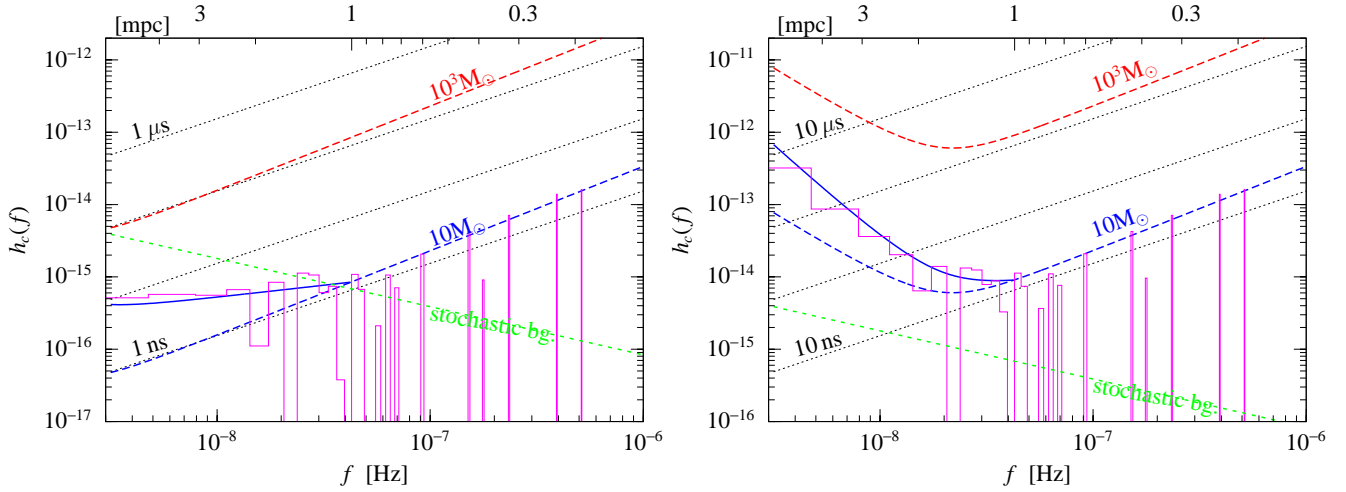 [mpc] 3 1 0.3
10⁻¹²
10⁻¹³
10⁻¹⁴
10⁻¹⁵
10⁻¹⁶
10⁻¹⁷
h_c(f)
10³M☉
1 μs
10M☉
stochastic bg.
1 ns
10⁻⁸ 10⁻⁷ 10⁻⁶
f [Hz]
[mpc] 3 1 0.3
10⁻¹¹
10⁻¹²
10⁻¹³
10⁻¹⁴
10⁻¹⁵
10⁻¹⁶
h_c(f)
10³M☉
10 μs
10M☉
10 ns
stochastic bg.
10⁻⁸ 10⁻⁷ 10⁻⁶
f [Hz]